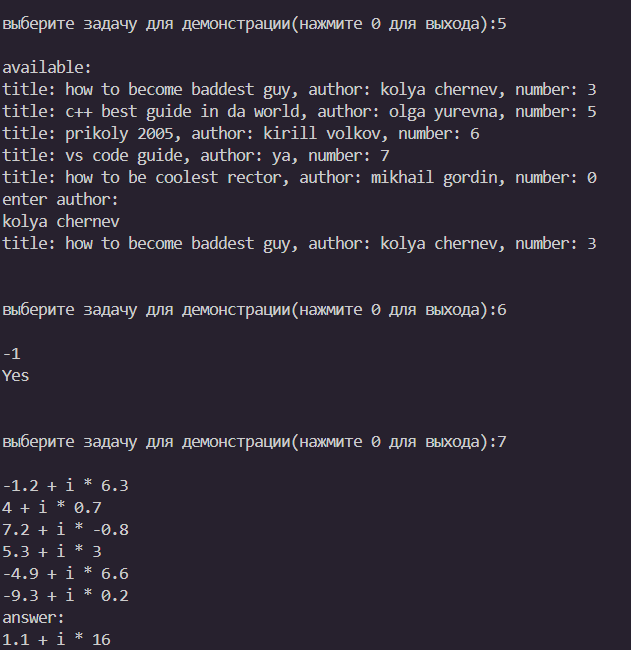 выберите задачу для демонстрации(нажмите 0 для выхода):5
available:
title: how to become baddest guy, author: kolya chernev, number: 3
title: c++ best guide in da world, author: olga yurevna, number: 5
title: prikoly 2005, author: kirill volkov, number: 6
title: vs code guide, author: ya, number: 7
title: how to be coolest rector, author: mikhail gordin, number: 0
enter author:
kolya chernev
title: how to become baddest guy, author: kolya chernev, number: 3
выберите задачу для демонстрации(нажмите 0 для выхода):6
-1
Yes
выберите задачу для демонстрации(нажмите 0 для выхода):7
-1.2 + i * 6.3
4 + i * 0.7
7.2 + i * -0.8
5.3 + i * 3
-4.9 + i * 6.6
-9.3 + i * 0.2
answer:
1.1 + i * 16